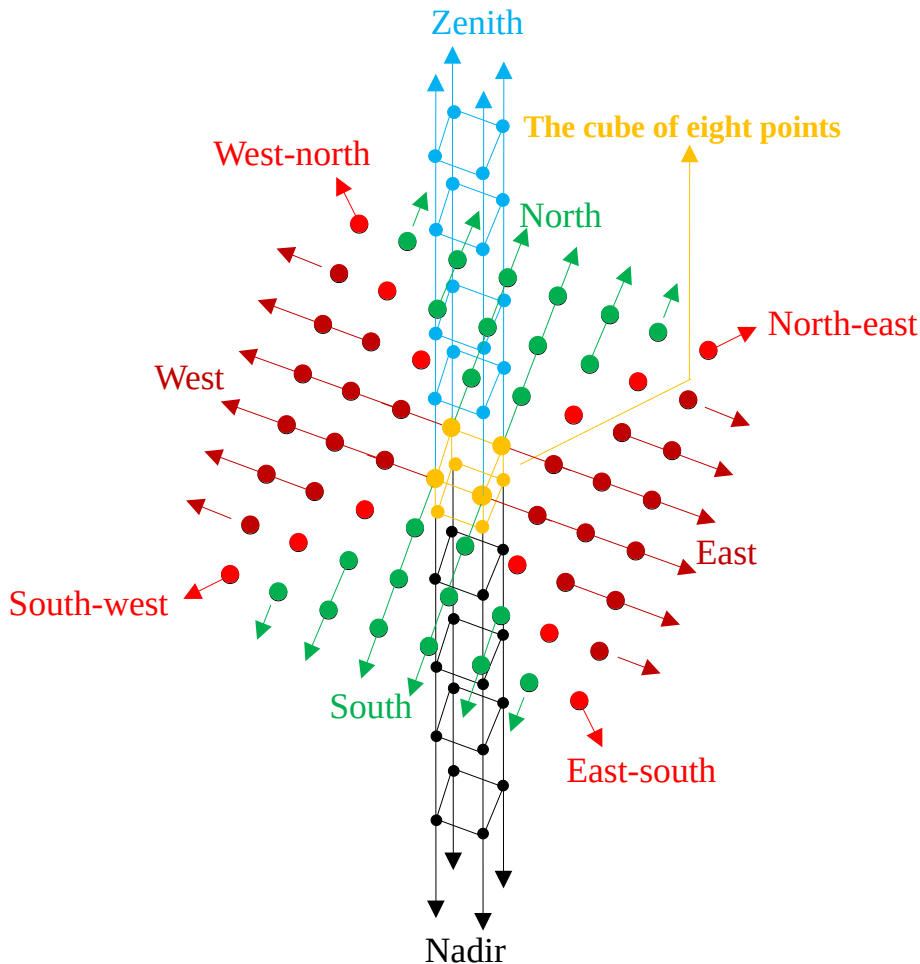 Zenith
The cube of eight points
West-north
North
North-east
West
East
South-west
South
East-south
Nadir